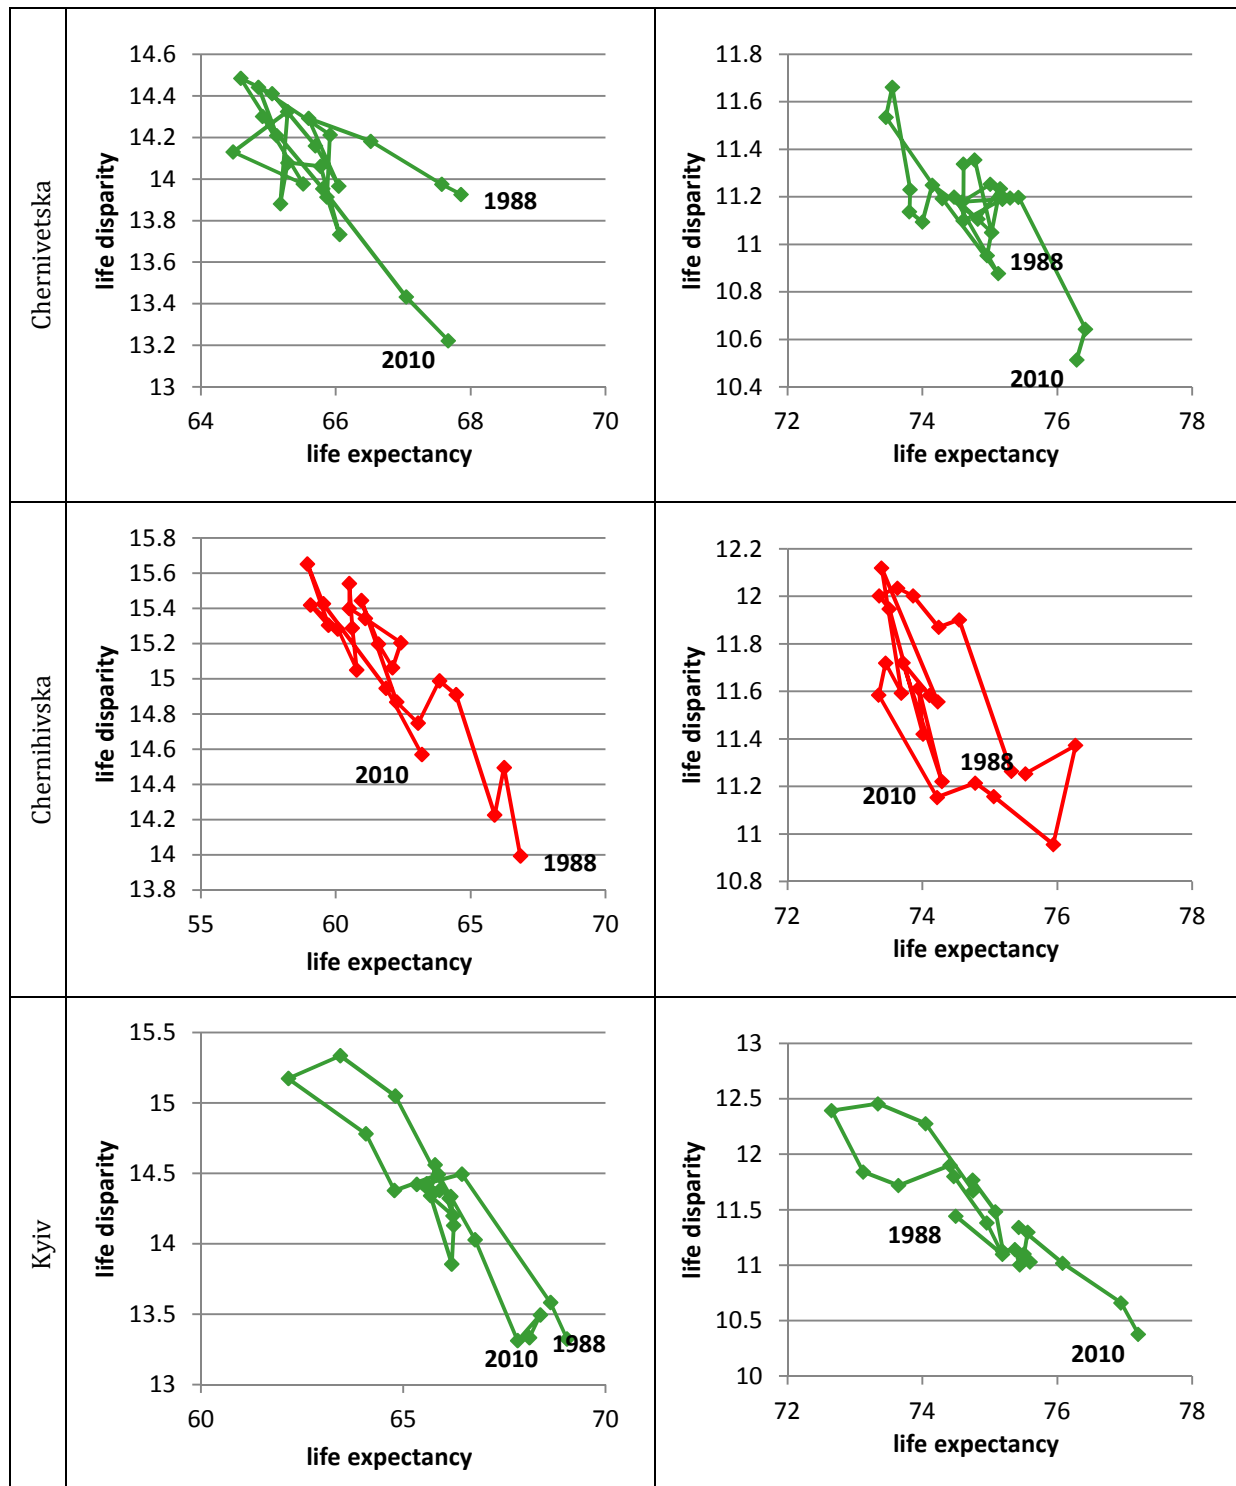 Chernivetska
life disparity
14.6
14.4
14.2
14
13.8
13.6
13.4
13.2
13
1988
2010
64 66 68 70
life expectancy
life disparity
11.8
11.6
11.4
11.2
11
10.8
10.6
10.4
1988
2010
72 74 76 78
life expectancy
Chernihivska
life disparity
15.8
15.6
15.4
15.2
15
14.8
14.6
14.4
14.2
14
13.8
2010
1988
55 60 65 70
life expectancy
life disparity
12.2
12
11.8
11.6
11.4
11.2
11
10.8
1988
2010
72 74 76 78
life expectancy
Kyiv
life disparity
15.5
15
14.5
14
13.5
13
2010 1988
60 65 70
life expectancy
life disparity
13
12.5
12
11.5
11
10.5
10
1988
2010
72 74 76 78
life expectancy